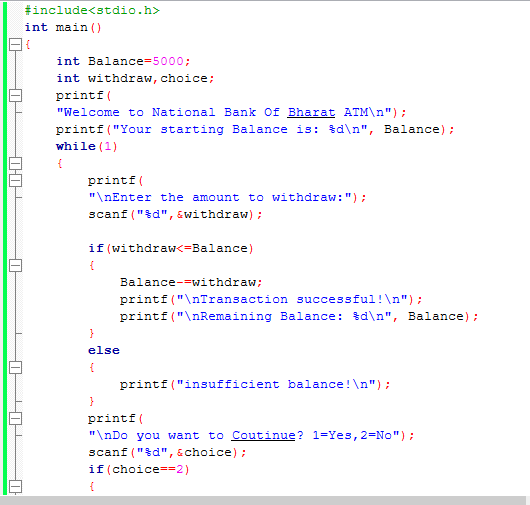 #include<stdio.h>
int main()
{
    int Balance=5000;
    int withdraw,choice;
    printf(
    "Welcome to National Bank Of Bharat ATM\n");
    printf("Your starting Balance is: %d\n", Balance);
    while(1)
    {
        printf(
        "\nEnter the amount to withdraw:");
        scanf("%d",&withdraw);

        if(withdraw<=Balance)
        {
            Balance-=withdraw;
            printf("\nTransaction successful!\n");
            printf("\nRemaining Balance: %d\n", Balance);
        }
        else
        {
            printf("insufficient balance!\n");
        }
        printf(
        "\nDo you want to Coutinue? 1=Yes,2=No");
        scanf("%d",&choice);
        if(choice==2)
        {